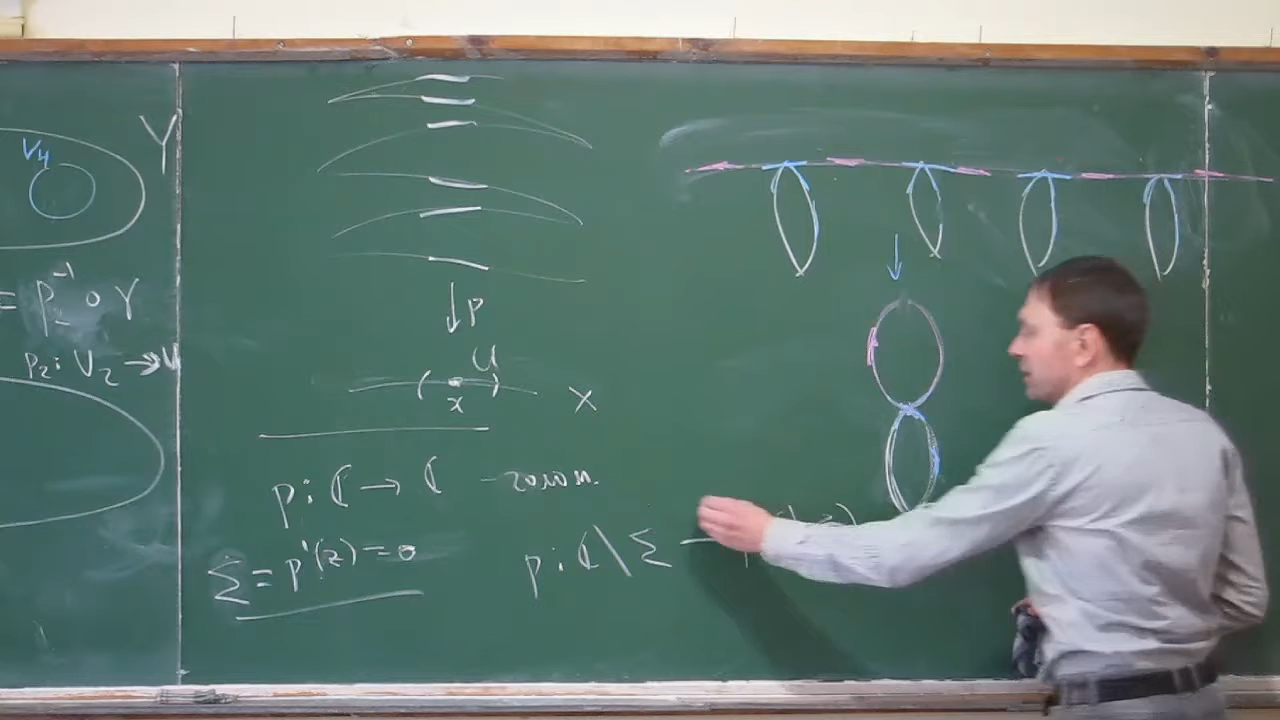 V4
Y
= p⁻¹ ∘ γ
p₂: V₂ → U
p
U
x
X
p: ℂ → ℂ – голом.
Σ = p'(z) = 0
p: ℂ \ Σ